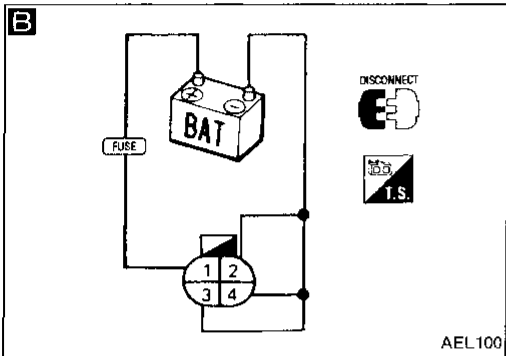 B
DISCONNECT
BAT
FUSE
T.S.
1 2
3 4
AEL100